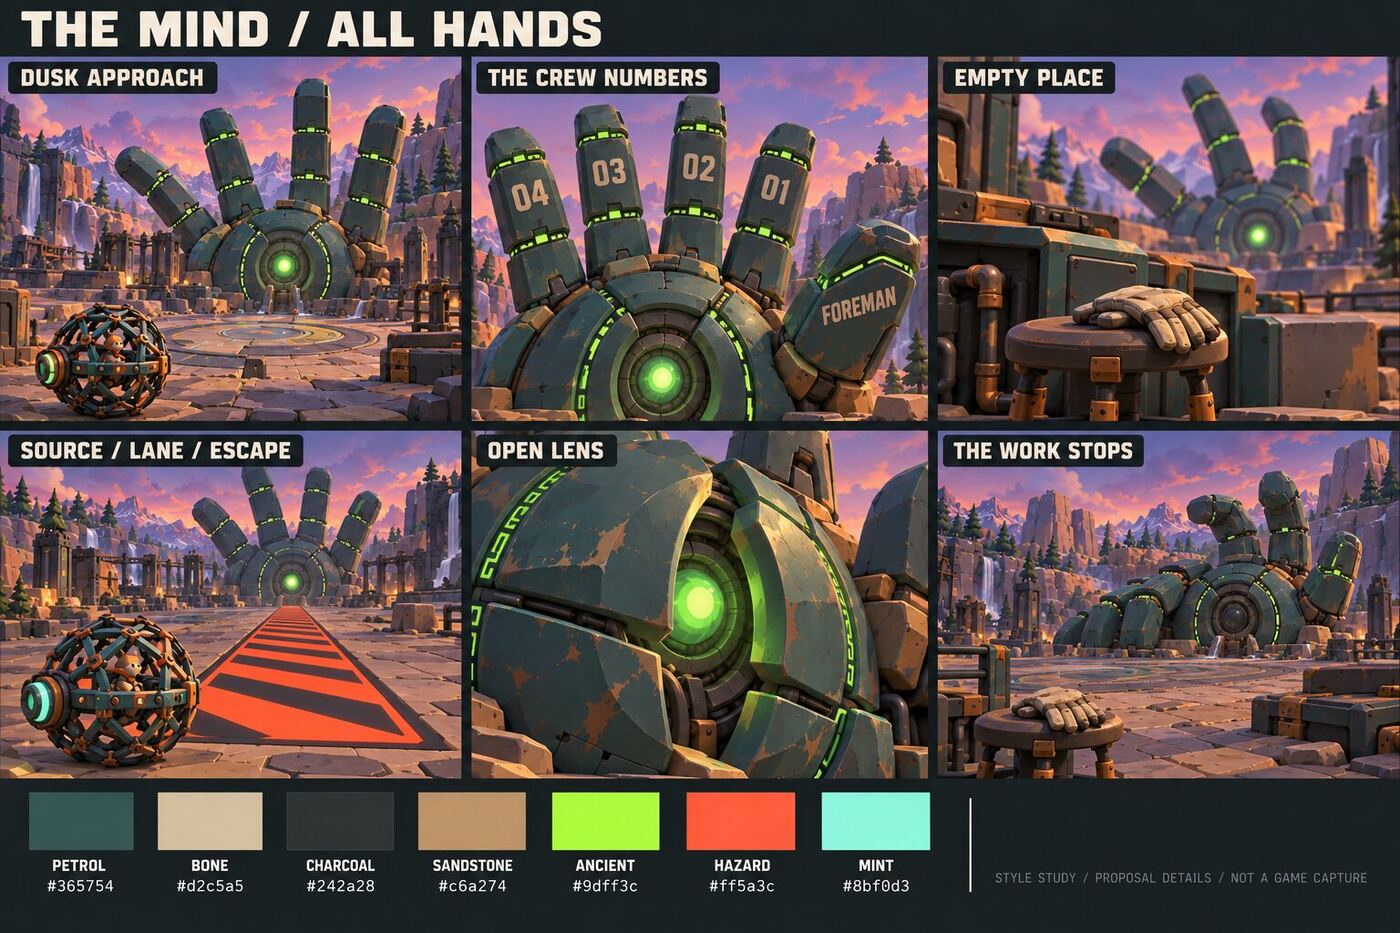 THE MIND / ALL HANDS
DUSK APPROACH
THE CREW NUMBERS
04
03
02
01
FOREMAN
EMPTY PLACE
SOURCE / LANE / ESCAPE
OPEN LENS
THE WORK STOPS
PETROL
#365754
BONE
#d2c5a5
CHARCOAL
#242a28
SANDSTONE
#c6a274
ANCIENT
#9dff3c
HAZARD
#ff5a3c
MINT
#8bf0d3
STYLE STUDY / PROPOSAL DETAILS / NOT A GAME CAPTURE